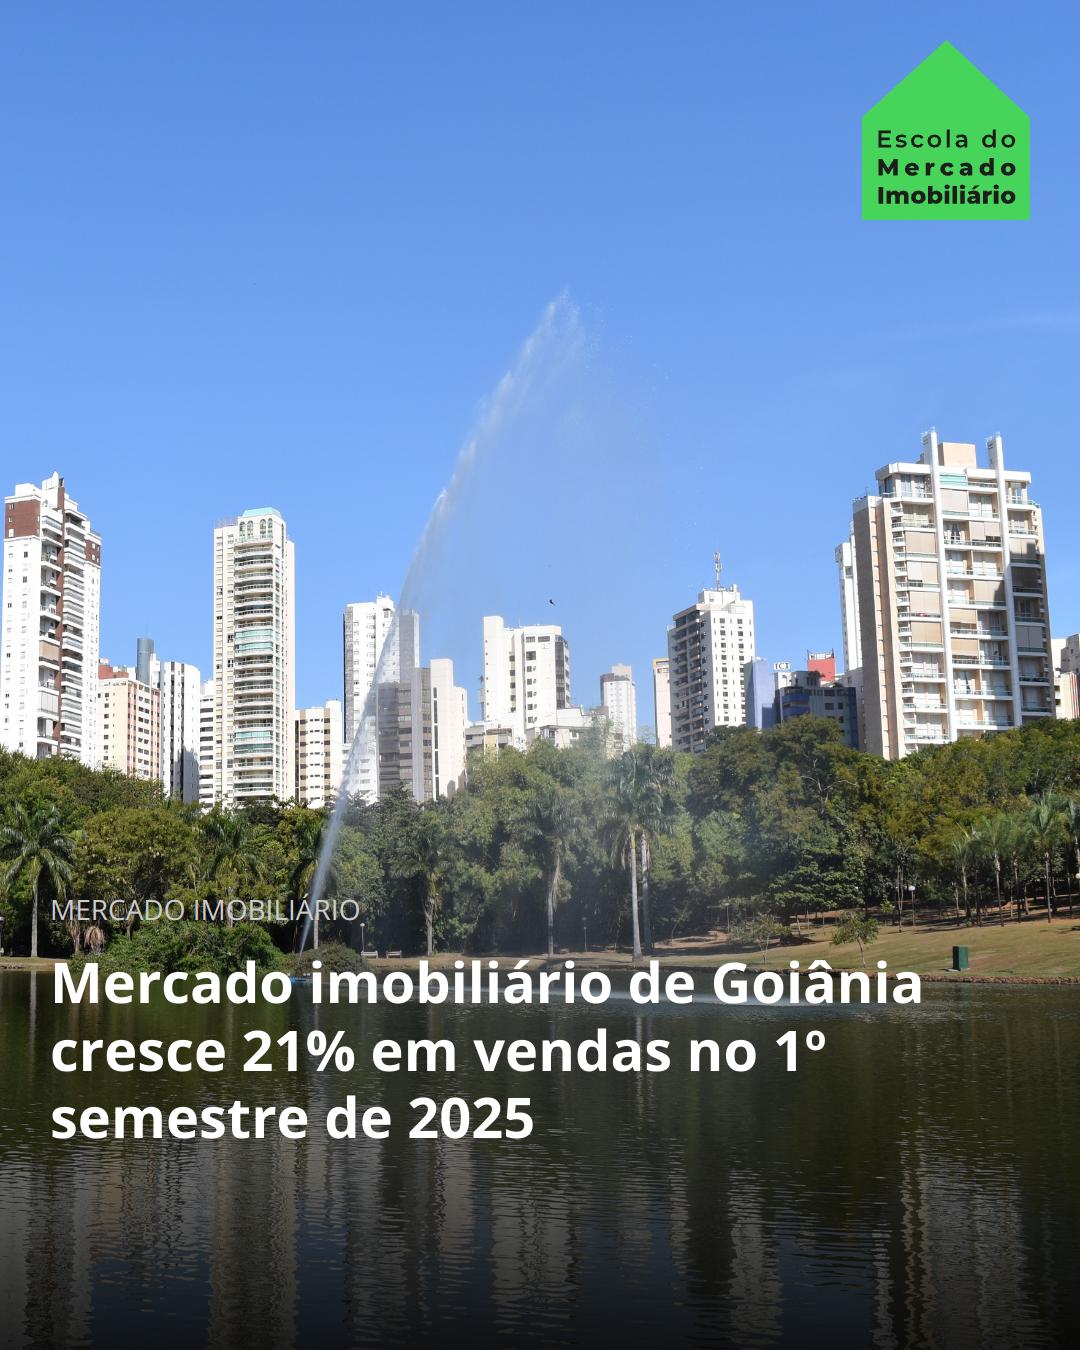 Escola do
Mercado
Imobiliário
MERCADO IMOBILIÁRIO
Mercado imobiliário de Goiânia
cresce 21% em vendas no 1º
semestre de 2025